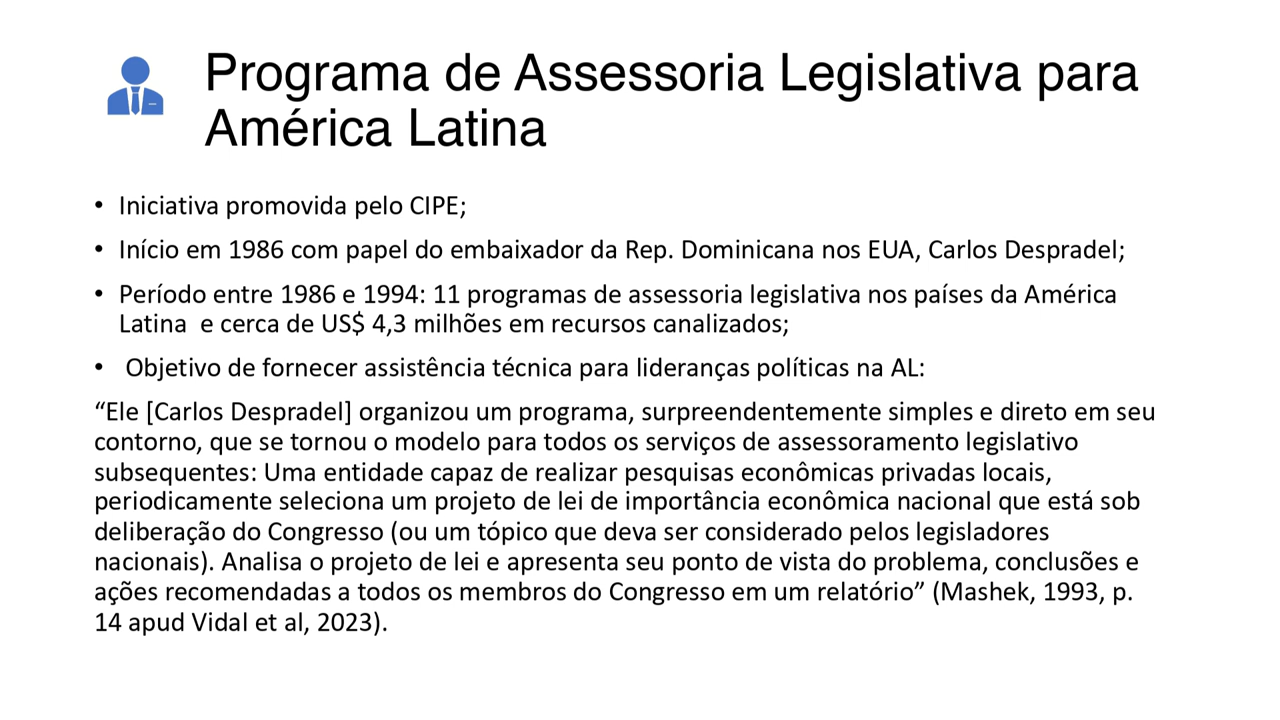 Programa de Assessoria Legislativa para
América Latina
• Iniciativa promovida pelo CIPE;
• Início em 1986 com papel do embaixador da Rep. Dominicana nos EUA, Carlos Despradel;
• Período entre 1986 e 1994: 11 programas de assessoria legislativa nos países da América
Latina  e cerca de US$ 4,3 milhões em recursos canalizados;
•  Objetivo de fornecer assistência técnica para lideranças políticas na AL:
“Ele [Carlos Despradel] organizou um programa, surpreendentemente simples e direto em seu
contorno, que se tornou o modelo para todos os serviços de assessoramento legislativo
subsequentes: Uma entidade capaz de realizar pesquisas econômicas privadas locais,
periodicamente seleciona um projeto de lei de importância econômica nacional que está sob
deliberação do Congresso (ou um tópico que deva ser considerado pelos legisladores
nacionais). Analisa o projeto de lei e apresenta seu ponto de vista do problema, conclusões e
ações recomendadas a todos os membros do Congresso em um relatório” (Mashek, 1993, p.
14 apud Vidal et al, 2023).